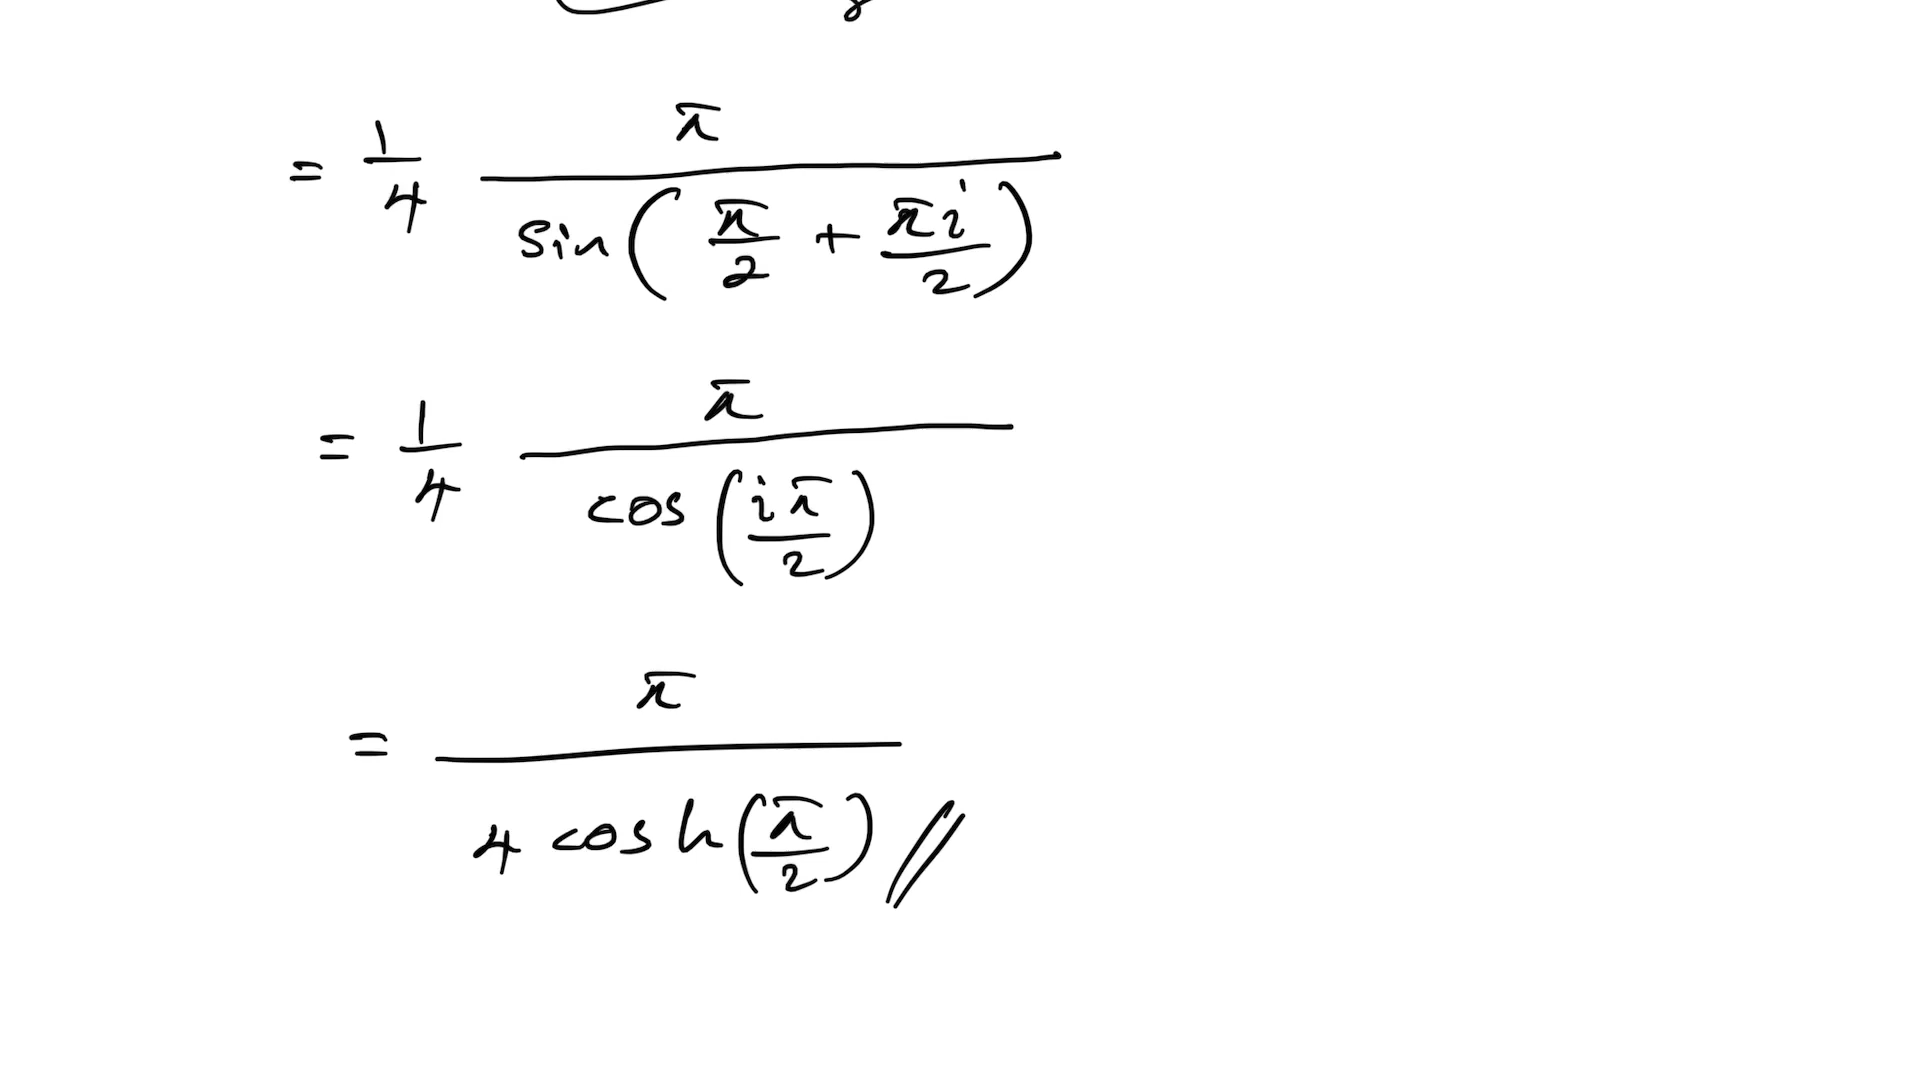 = 1/4 π / sin(π/2 + πi/2)
= 1/4 π / cos(iπ/2)
= π / 4 cosh(π/2) //